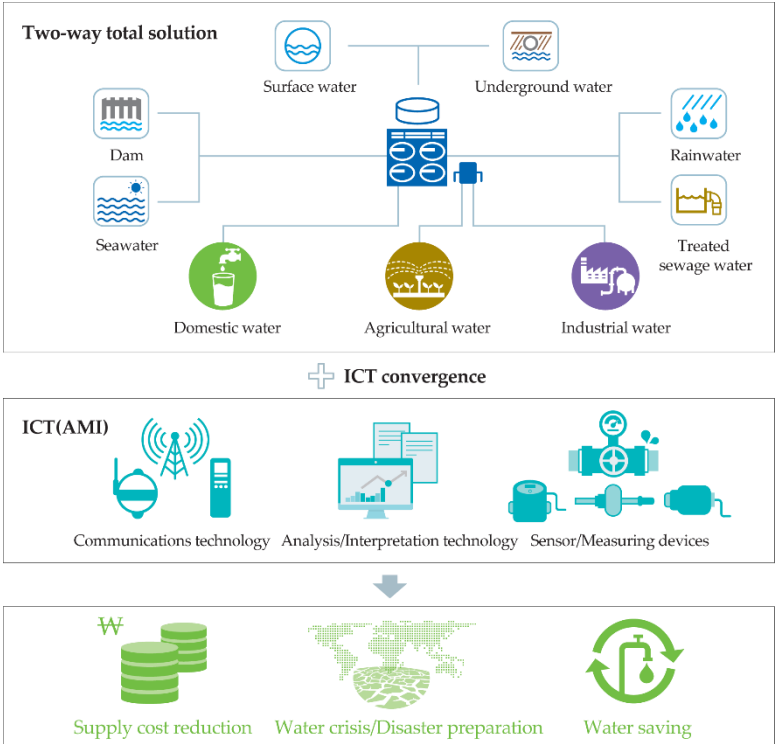 Two-way total solution
Surface water
Underground water
Dam
Rainwater
Seawater
Treated
sewage water
Domestic water
Agricultural water
Industrial water
ICT convergence
ICT(AMI)
Communications technology
Analysis/Interpretation technology
Sensor/Measuring devices
₩
Supply cost reduction
Water crisis/Disaster preparation
Water saving